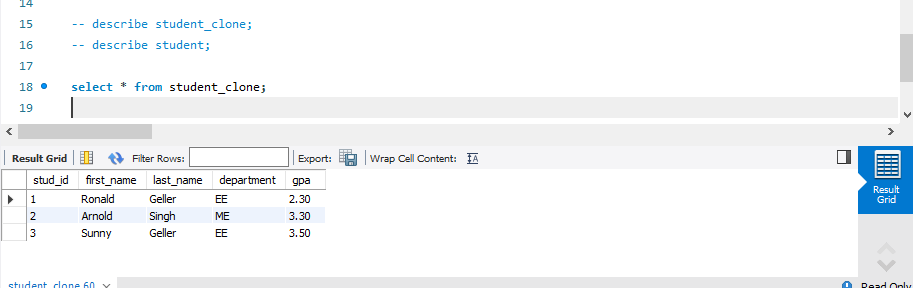 14
15 -- describe student_clone;
16 -- describe student;
17
18 select * from student_clone;
19
Result Grid Filter Rows: Export: Wrap Cell Content:
stud_id first_name last_name department gpa
1 Ronald Geller EE 2.30
2 Arnold Singh ME 3.30
3 Sunny Geller EE 3.50
Result
Grid
student_clone 60
Read Only